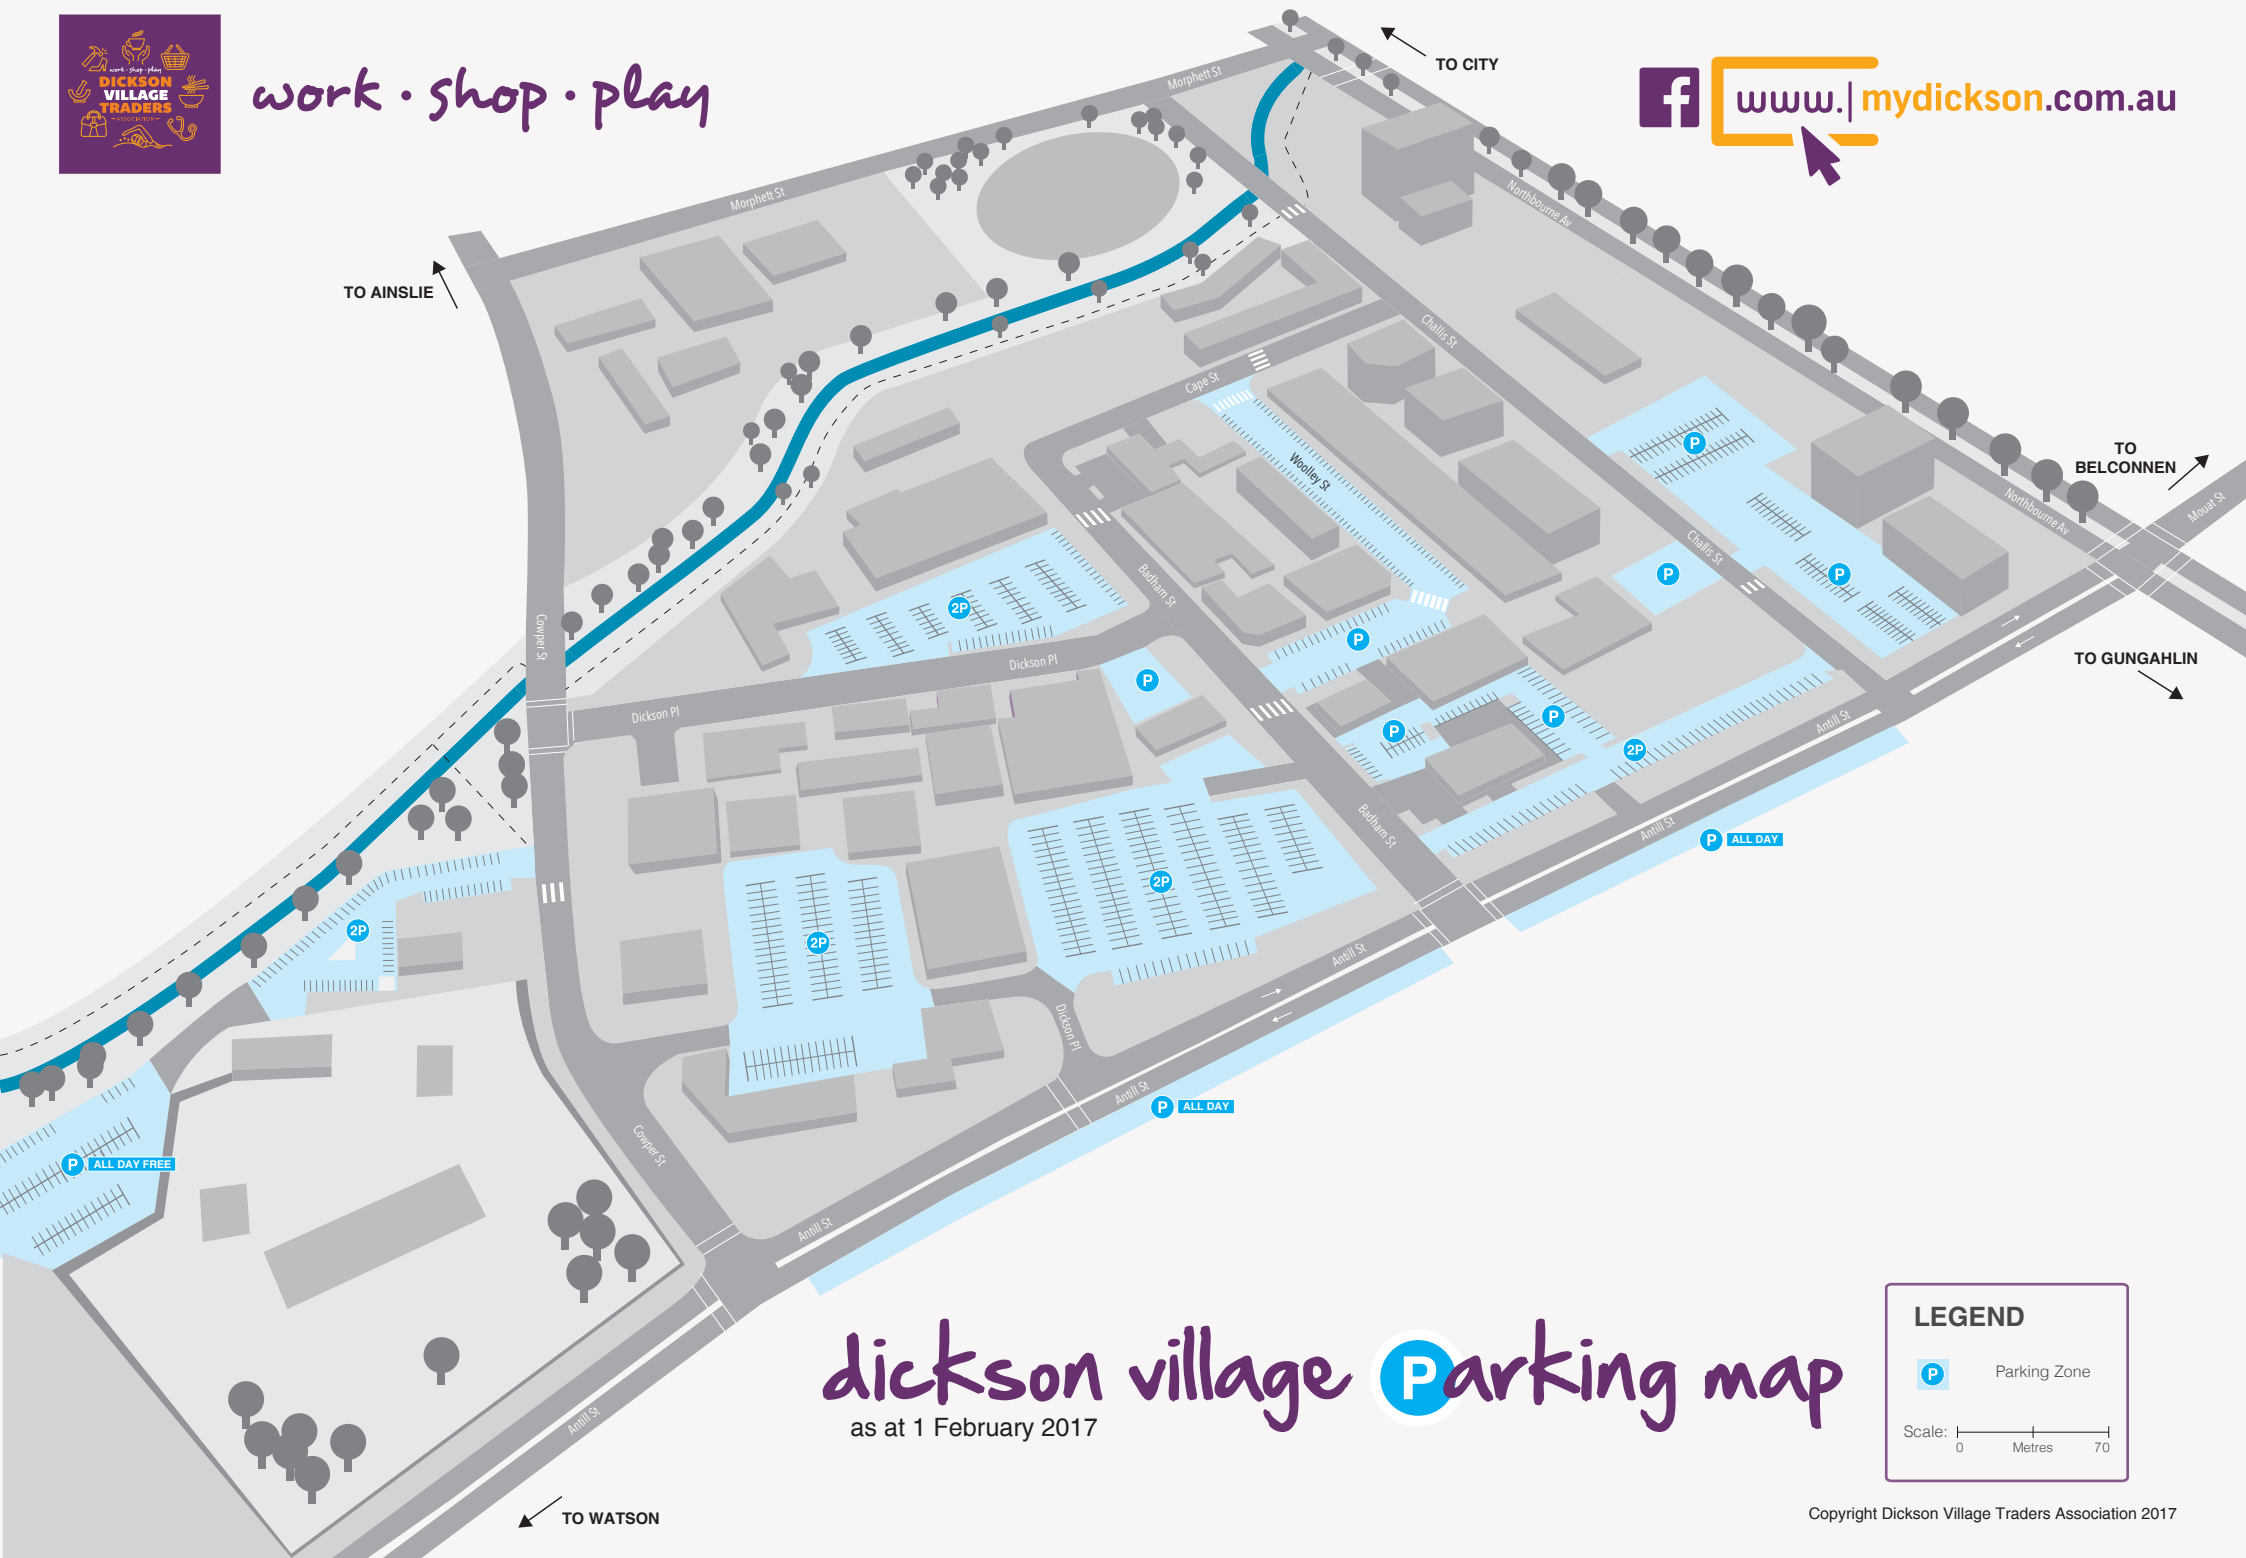 work · shop · play
DICKSON
VILLAGE
TRADERS
ASSOCIATION
work · shop · play
TO CITY
www.|mydickson.com.au
Morphett St
Morphett St
TO AINSLIE
Northbourne Av
Challis St
Cape St
Woolley St
P
TO
BELCONNEN
Mouat St
Northbourne Av
Challis St
P
P
Badham St
2P
P
Cowper St
Dickson Pl
P
TO GUNGAHLIN
Dickson Pl
P
P
2P
Antill St
Badham St
Antill St
P ALL DAY
2P
2P
2P
Antill St
Dickson Pl
Antill St
P ALL DAY
Cowper St
P ALL DAY FREE
Antill St
Antill St
TO WATSON
dickson village Parking map
as at 1 February 2017
LEGEND
P Parking Zone
Scale:
0 Metres 70
Copyright Dickson Village Traders Association 2017